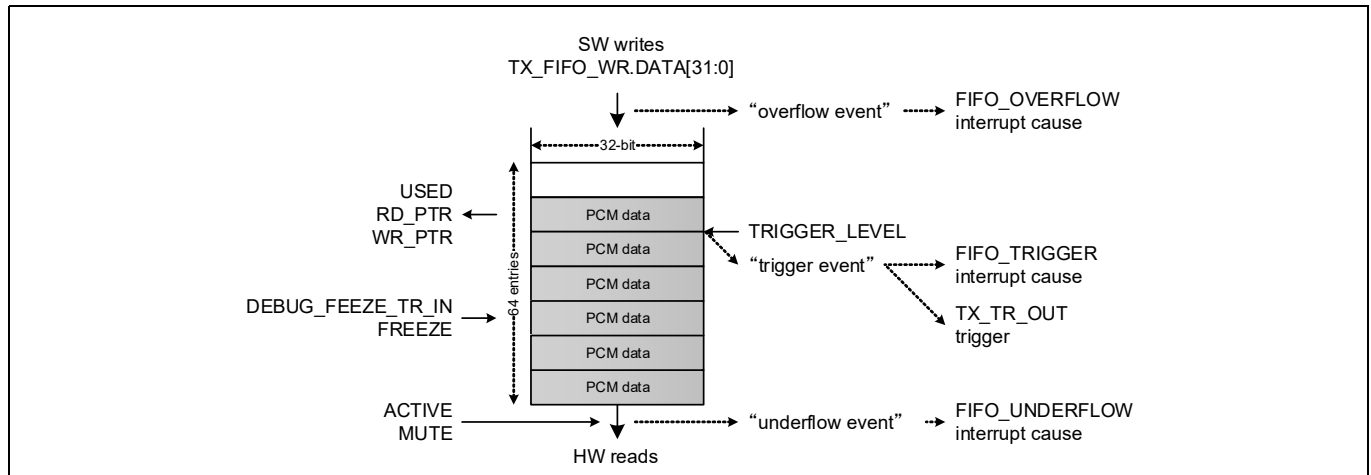 SW writes
TX_FIFO_WR.DATA[31:0]
“overflow event”
FIFO_OVERFLOW
interrupt cause
32-bit
USED
RD_PTR
WR_PTR
64 entries
PCM data
TRIGGER_LEVEL
PCM data
“trigger event”
FIFO_TRIGGER
interrupt cause
PCM data
DEBUG_FEEZE_TR_IN
FREEZE
PCM data
TX_TR_OUT
trigger
PCM data
PCM data
ACTIVE
MUTE
“underflow event”
FIFO_UNDERFLOW
interrupt cause
HW reads